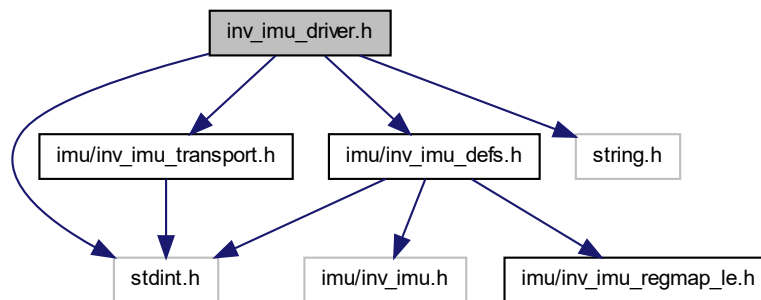 inv_imu_driver.h
imu/inv_imu_transport.h
imu/inv_imu_defs.h
string.h
stdint.h
imu/inv_imu.h
imu/inv_imu_regmap_le.h